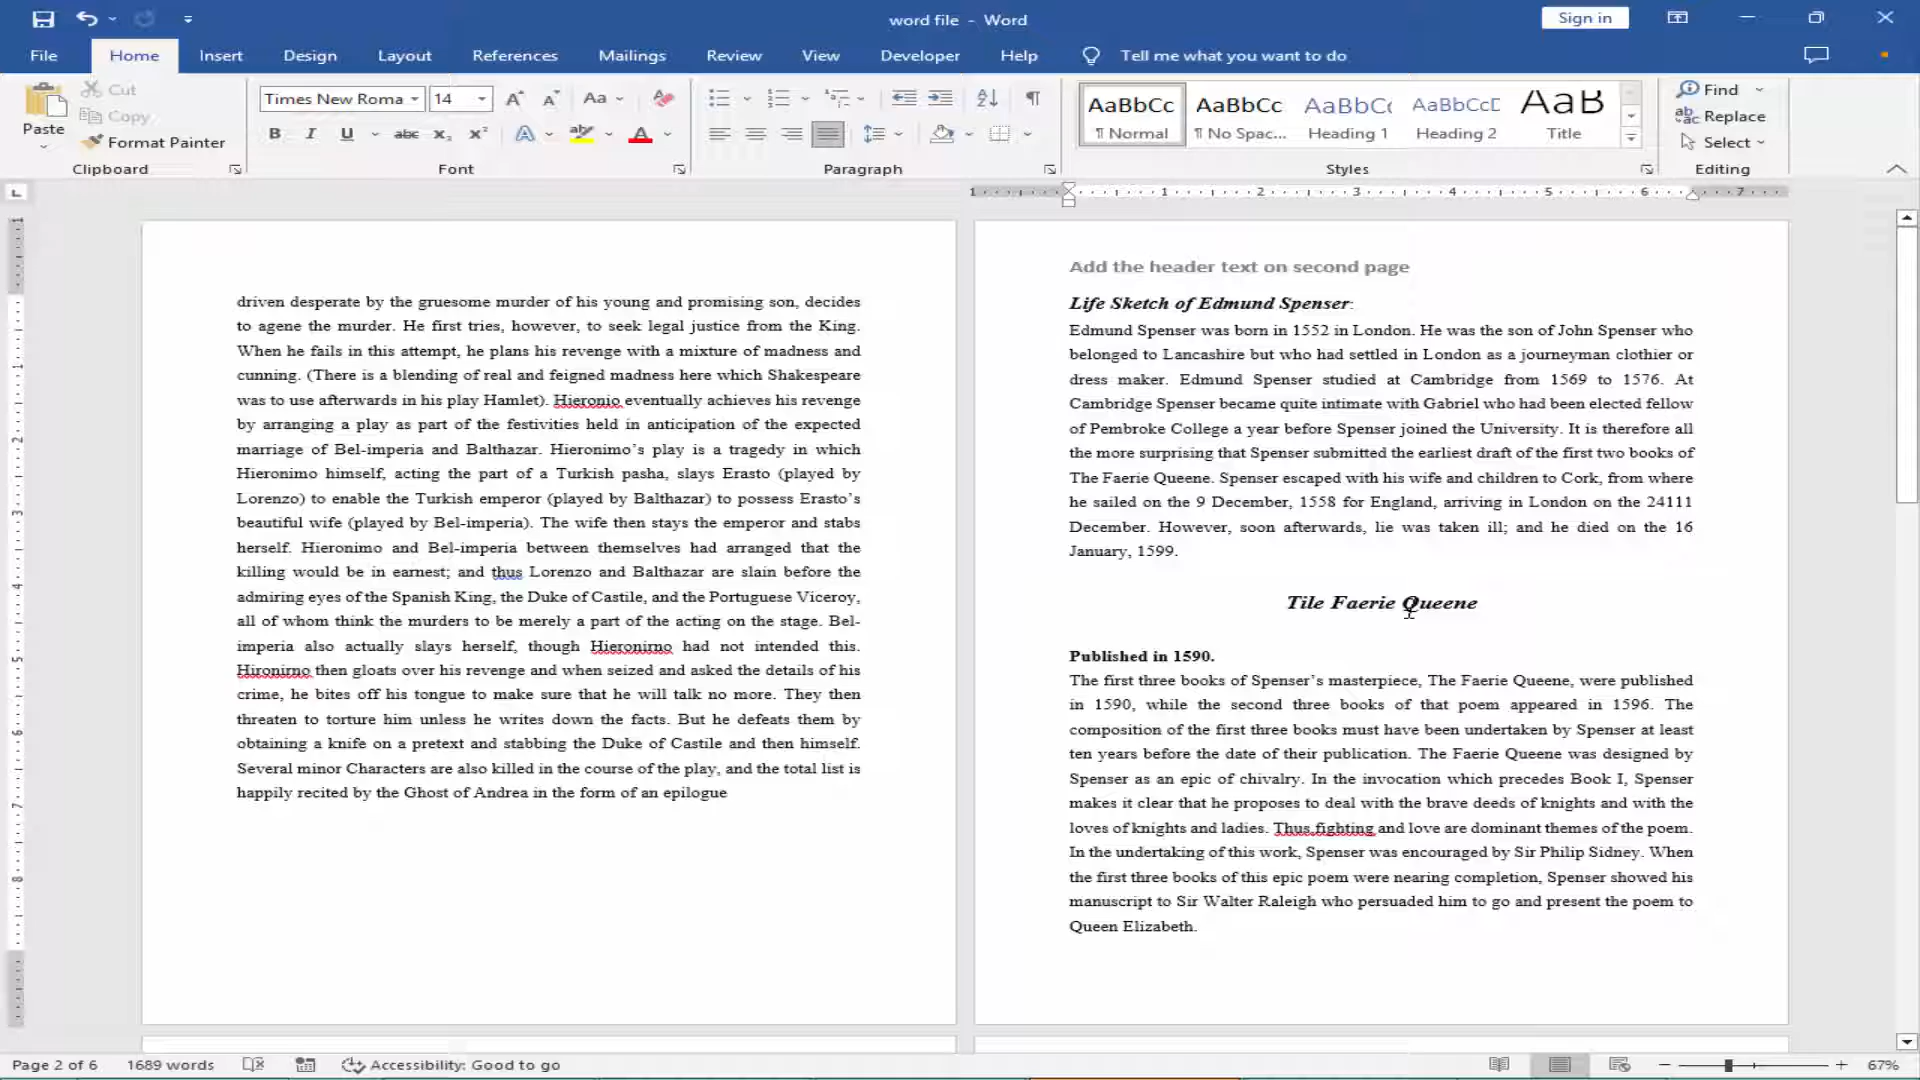 word file - Word
Sign in
File Home Insert Design Layout References Mailings Review View Developer Help Tell me what you want to do
Paste
Cut
Copy
Format Painter
Clipboard
Times New Roma 14
Font
Paragraph
AaBbCc AaBbCc AaBbC AaBbCcD AaB
¶ Normal ¶ No Spac... Heading 1 Heading 2 Title
Styles
Find
Replace
Select
Editing
driven desperate by the gruesome murder of his young and promising son, decides
to agene the murder. He first tries, however, to seek legal justice from the King.
When he fails in this attempt, he plans his revenge with a mixture of madness and
cunning. (There is a blending of real and feigned madness here which Shakespeare
was to use afterwards in his play Hamlet). Hieronio eventually achieves his revenge
by arranging a play as part of the festivities held in anticipation of the expected
marriage of Bel-imperia and Balthazar. Hieronimo's play is a tragedy in which
Hieronimo himself, acting the part of a Turkish pasha, slays Erasto (played by
Lorenzo) to enable the Turkish emperor (played by Balthazar) to possess Erasto's
beautiful wife (played by Bel-imperia). The wife then stays the emperor and stabs
herself. Hieronimo and Bel-imperia between themselves had arranged that the
killing would be in earnest; and thus Lorenzo and Balthazar are slain before the
admiring eyes of the Spanish King, the Duke of Castile, and the Portuguese Viceroy,
all of whom think the murders to be merely a part of the acting on the stage. Bel-
imperia also actually slays herself, though Hieronirno had not intended this.
Hironirno then gloats over his revenge and when seized and asked the details of his
crime, he bites off his tongue to make sure that he will talk no more. They then
threaten to torture him unless he writes down the facts. But he defeats them by
obtaining a knife on a pretext and stabbing the Duke of Castile and then himself.
Several minor Characters are also killed in the course of the play, and the total list is
happily recited by the Ghost of Andrea in the form of an epilogue
Add the header text on second page
Life Sketch of Edmund Spenser:
Edmund Spenser was born in 1552 in London. He was the son of John Spenser who
belonged to Lancashire but who had settled in London as a journeyman clothier or
dress maker. Edmund Spenser studied at Cambridge from 1569 to 1576. At
Cambridge Spenser became quite intimate with Gabriel who had been elected fellow
of Pembroke College a year before Spenser joined the University. It is therefore all
the more surprising that Spenser submitted the earliest draft of the first two books of
The Faerie Queene. Spenser escaped with his wife and children to Cork, from where
he sailed on the 9 December, 1558 for England, arriving in London on the 24111
December. However, soon afterwards, lie was taken ill; and he died on the 16
January, 1599.
Tile Faerie Queene
Published in 1590.
The first three books of Spenser's masterpiece, The Faerie Queene, were published
in 1590, while the second three books of that poem appeared in 1596. The
composition of the first three books must have been undertaken by Spenser at least
ten years before the date of their publication. The Faerie Queene was designed by
Spenser as an epic of chivalry. In the invocation which precedes Book I, Spenser
makes it clear that he proposes to deal with the brave deeds of knights and with the
loves of knights and ladies. Thus fighting and love are dominant themes of the poem.
In the undertaking of this work, Spenser was encouraged by Sir Philip Sidney. When
the first three books of this epic poem were nearing completion, Spenser showed his
manuscript to Sir Walter Raleigh who persuaded him to go and present the poem to
Queen Elizabeth.
Page 2 of 6 1689 words Accessibility: Good to go 67%